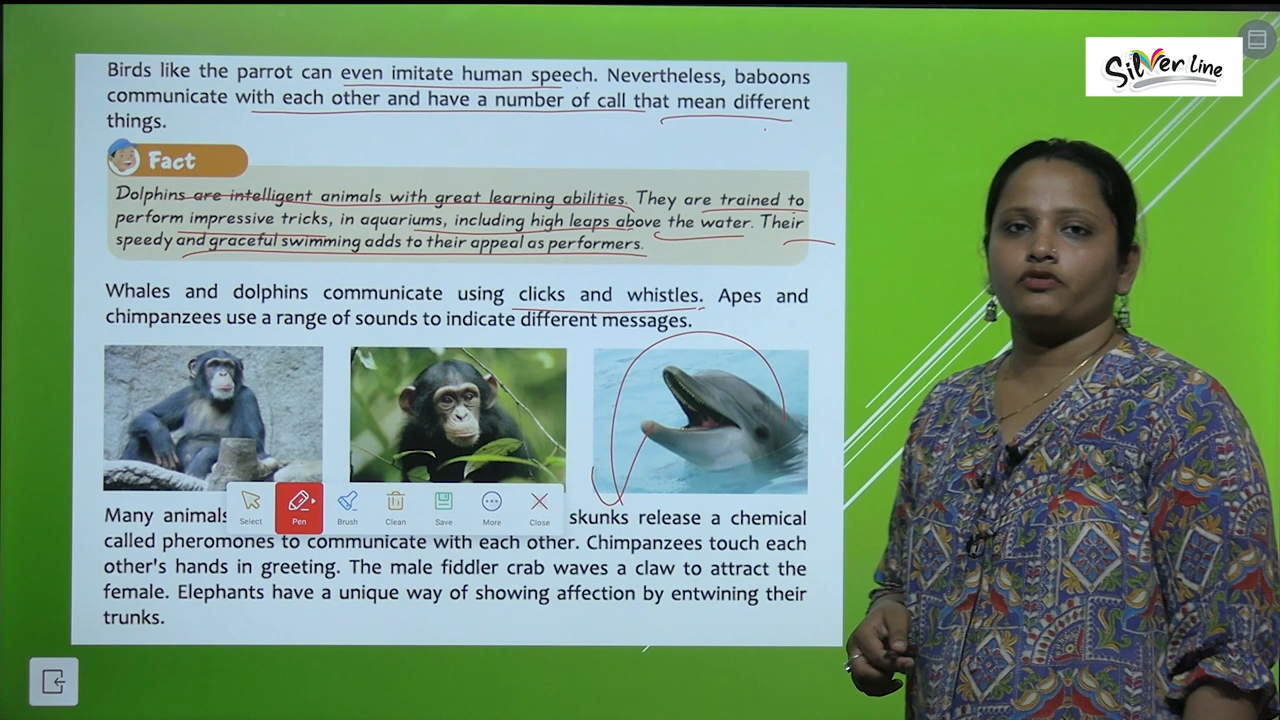 Silver Line
Birds like the parrot can even imitate human speech. Nevertheless, baboons
communicate with each other and have a number of call that mean different
things.
Fact
Dolphins are intelligent animals with great learning abilities. They are trained to
perform impressive tricks, in aquariums, including high leaps above the water. Their
speedy and graceful swimming adds to their appeal as performers.
Whales and dolphins communicate using clicks and whistles. Apes and
chimpanzees use a range of sounds to indicate different messages.
Select Pen Brush Clean Save More Close
Many animals skunks release a chemical
called pheromones to communicate with each other. Chimpanzees touch each
other's hands in greeting. The male fiddler crab waves a claw to attract the
female. Elephants have a unique way of showing affection by entwining their
trunks.